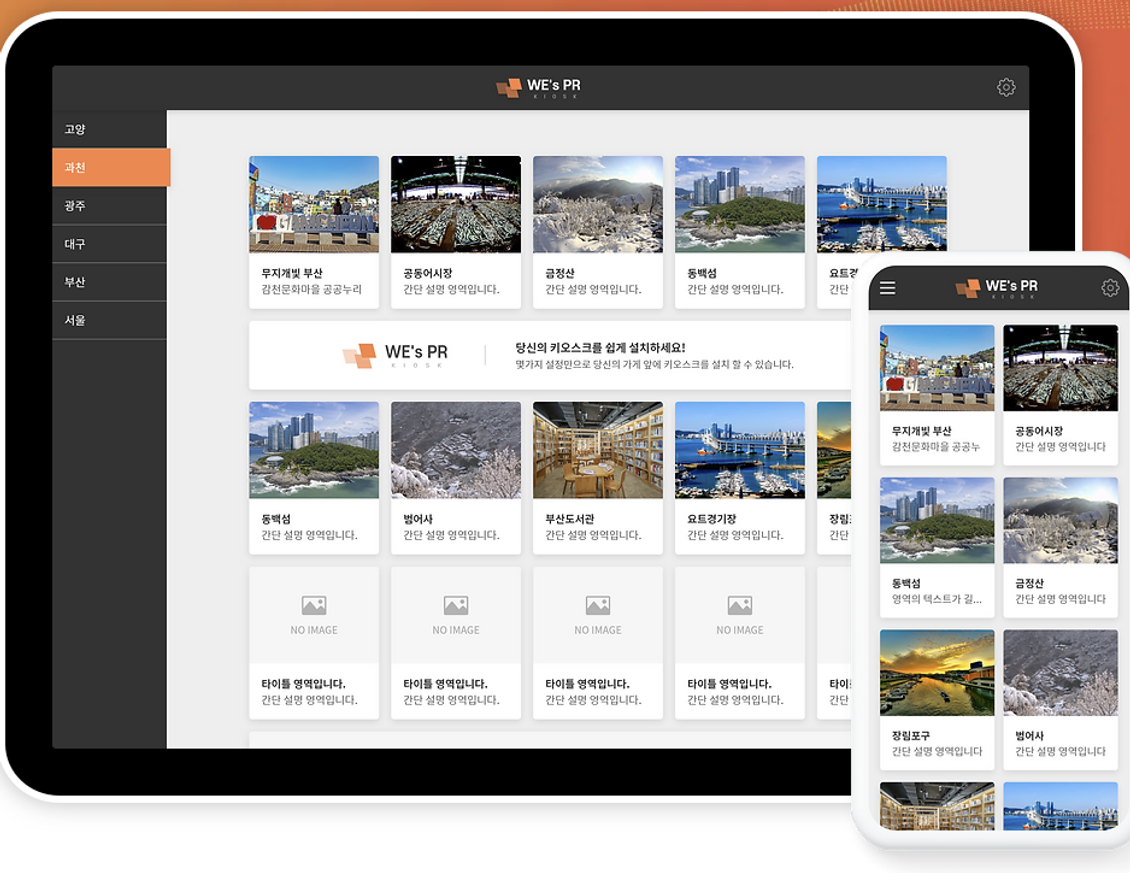 WE's PR
KIOSK
고양
과천
광주
대구
부산
서울
무지개빛 부산
감천문화마을 공공누리
공동어시장
간단 설명 영역입니다.
금정산
간단 설명 영역입니다.
동백섬
간단 설명 영역입니다.
요트경
간단
WE's PR
KIOSK
당신의 키오스크를 쉽게 설치하세요!
몇가지 설정만으로 당신의 가게 앞에 키오스크를 설치 할 수 있습니다.
동백섬
간단 설명 영역입니다.
범어사
간단 설명 영역입니다.
부산도서관
간단 설명 영역입니다.
요트경기장
간단 설명 영역입니다.
장림
간단
NO IMAGE
타이틀 영역입니다.
간단 설명 영역입니다.
NO IMAGE
타이틀 영역입니다.
간단 설명 영역입니다.
NO IMAGE
타이틀 영역입니다.
간단 설명 영역입니다.
NO IMAGE
타이틀 영역입니다.
간단 설명 영역입니다.
타이
간단
WE's PR
KIOSK
무지개빛 부산
감천문화마을 공공누
공동어시장
간단 설명 영역입니다
동백섬
영역의 텍스트가 길...
금정산
간단 설명 영역입니다
장림포구
간단 설명 영역입니다
범어사
간단 설명 영역입니다